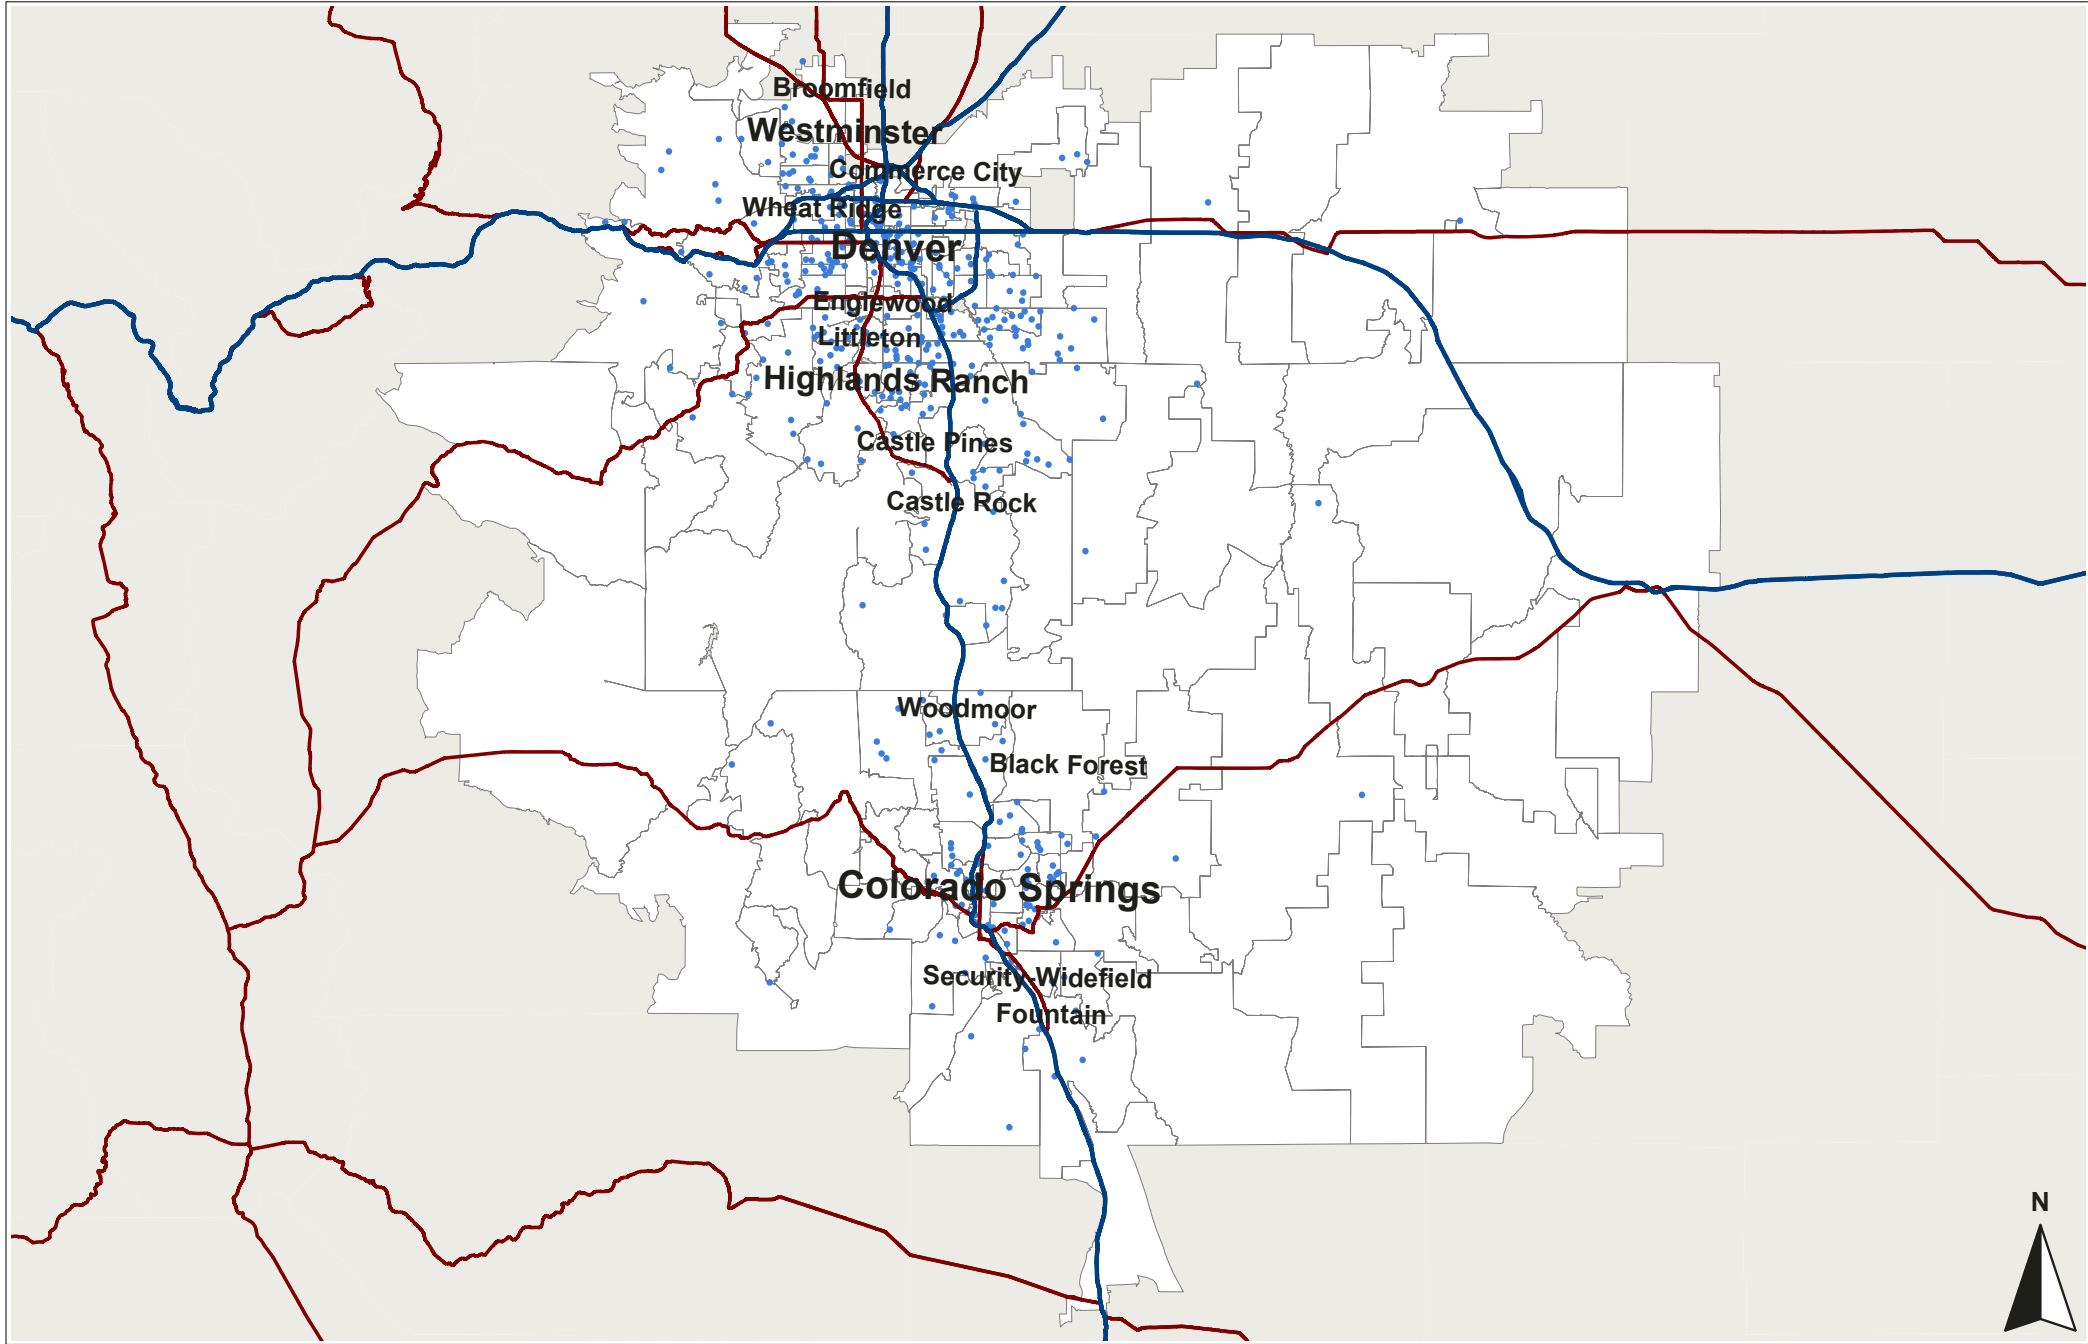 Broomfield
Westminster
Commerce City
Wheat Ridge
Denver
Englewood
Littleton
Highlands Ranch
Castle Pines
Castle Rock
Woodmoor
Black Forest
Colorado Springs
Security-Widefield
Fountain
N